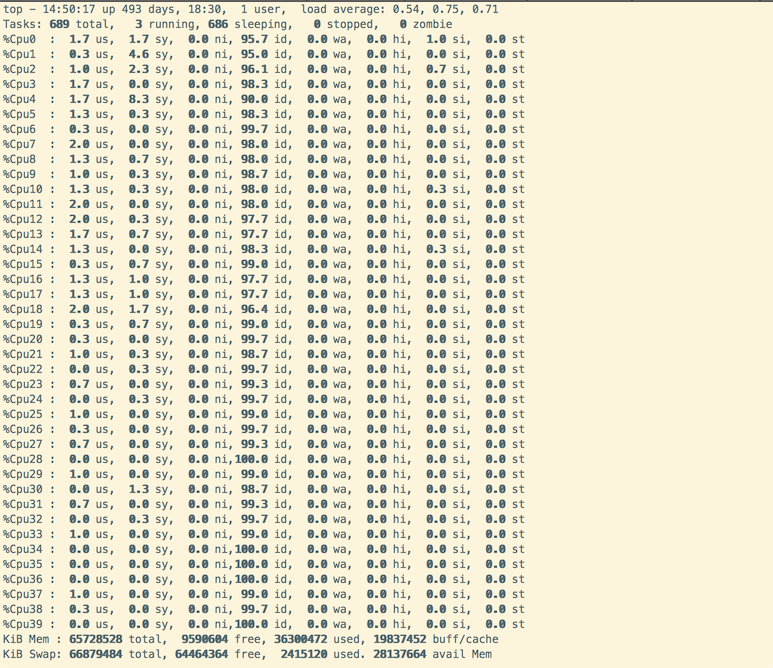 top - 14:50:17 up 493 days, 18:30,  1 user,  load average: 0.54, 0.75, 0.71
Tasks: 689 total,   3 running, 686 sleeping,   0 stopped,   0 zombie
%Cpu0  :  1.7 us,  1.7 sy,  0.0 ni, 95.7 id,  0.0 wa,  0.0 hi,  1.0 si,  0.0 st
%Cpu1  :  0.3 us,  4.6 sy,  0.0 ni, 95.0 id,  0.0 wa,  0.0 hi,  0.0 si,  0.0 st
%Cpu2  :  1.0 us,  2.3 sy,  0.0 ni, 96.1 id,  0.0 wa,  0.0 hi,  0.7 si,  0.0 st
%Cpu3  :  1.7 us,  0.0 sy,  0.0 ni, 98.3 id,  0.0 wa,  0.0 hi,  0.0 si,  0.0 st
%Cpu4  :  1.7 us,  8.3 sy,  0.0 ni, 90.0 id,  0.0 wa,  0.0 hi,  0.0 si,  0.0 st
%Cpu5  :  1.3 us,  0.3 sy,  0.0 ni, 98.3 id,  0.0 wa,  0.0 hi,  0.0 si,  0.0 st
%Cpu6  :  0.3 us,  0.0 sy,  0.0 ni, 99.7 id,  0.0 wa,  0.0 hi,  0.0 si,  0.0 st
%Cpu7  :  2.0 us,  0.0 sy,  0.0 ni, 98.0 id,  0.0 wa,  0.0 hi,  0.0 si,  0.0 st
%Cpu8  :  1.3 us,  0.7 sy,  0.0 ni, 98.0 id,  0.0 wa,  0.0 hi,  0.0 si,  0.0 st
%Cpu9  :  1.0 us,  0.3 sy,  0.0 ni, 98.7 id,  0.0 wa,  0.0 hi,  0.0 si,  0.0 st
%Cpu10 :  1.3 us,  0.3 sy,  0.0 ni, 98.0 id,  0.0 wa,  0.0 hi,  0.3 si,  0.0 st
%Cpu11 :  2.0 us,  0.0 sy,  0.0 ni, 98.0 id,  0.0 wa,  0.0 hi,  0.0 si,  0.0 st
%Cpu12 :  2.0 us,  0.3 sy,  0.0 ni, 97.7 id,  0.0 wa,  0.0 hi,  0.0 si,  0.0 st
%Cpu13 :  1.7 us,  0.7 sy,  0.0 ni, 97.7 id,  0.0 wa,  0.0 hi,  0.0 si,  0.0 st
%Cpu14 :  1.3 us,  0.0 sy,  0.0 ni, 98.3 id,  0.0 wa,  0.0 hi,  0.3 si,  0.0 st
%Cpu15 :  0.3 us,  0.7 sy,  0.0 ni, 99.0 id,  0.0 wa,  0.0 hi,  0.0 si,  0.0 st
%Cpu16 :  1.3 us,  1.0 sy,  0.0 ni, 97.7 id,  0.0 wa,  0.0 hi,  0.0 si,  0.0 st
%Cpu17 :  1.3 us,  1.0 sy,  0.0 ni, 97.7 id,  0.0 wa,  0.0 hi,  0.0 si,  0.0 st
%Cpu18 :  2.0 us,  1.7 sy,  0.0 ni, 96.4 id,  0.0 wa,  0.0 hi,  0.0 si,  0.0 st
%Cpu19 :  0.3 us,  0.7 sy,  0.0 ni, 99.0 id,  0.0 wa,  0.0 hi,  0.0 si,  0.0 st
%Cpu20 :  0.3 us,  0.0 sy,  0.0 ni, 99.7 id,  0.0 wa,  0.0 hi,  0.0 si,  0.0 st
%Cpu21 :  1.0 us,  0.3 sy,  0.0 ni, 98.7 id,  0.0 wa,  0.0 hi,  0.0 si,  0.0 st
%Cpu22 :  0.0 us,  0.3 sy,  0.0 ni, 99.7 id,  0.0 wa,  0.0 hi,  0.0 si,  0.0 st
%Cpu23 :  0.7 us,  0.0 sy,  0.0 ni, 99.3 id,  0.0 wa,  0.0 hi,  0.0 si,  0.0 st
%Cpu24 :  0.0 us,  0.3 sy,  0.0 ni, 99.7 id,  0.0 wa,  0.0 hi,  0.0 si,  0.0 st
%Cpu25 :  1.0 us,  0.0 sy,  0.0 ni, 99.0 id,  0.0 wa,  0.0 hi,  0.0 si,  0.0 st
%Cpu26 :  0.3 us,  0.0 sy,  0.0 ni, 99.7 id,  0.0 wa,  0.0 hi,  0.0 si,  0.0 st
%Cpu27 :  0.7 us,  0.0 sy,  0.0 ni, 99.3 id,  0.0 wa,  0.0 hi,  0.0 si,  0.0 st
%Cpu28 :  0.0 us,  0.0 sy,  0.0 ni,100.0 id,  0.0 wa,  0.0 hi,  0.0 si,  0.0 st
%Cpu29 :  1.0 us,  0.0 sy,  0.0 ni, 99.0 id,  0.0 wa,  0.0 hi,  0.0 si,  0.0 st
%Cpu30 :  0.0 us,  1.3 sy,  0.0 ni, 98.7 id,  0.0 wa,  0.0 hi,  0.0 si,  0.0 st
%Cpu31 :  0.7 us,  0.0 sy,  0.0 ni, 99.3 id,  0.0 wa,  0.0 hi,  0.0 si,  0.0 st
%Cpu32 :  0.0 us,  0.3 sy,  0.0 ni, 99.7 id,  0.0 wa,  0.0 hi,  0.0 si,  0.0 st
%Cpu33 :  1.0 us,  0.0 sy,  0.0 ni, 99.0 id,  0.0 wa,  0.0 hi,  0.0 si,  0.0 st
%Cpu34 :  0.0 us,  0.0 sy,  0.0 ni,100.0 id,  0.0 wa,  0.0 hi,  0.0 si,  0.0 st
%Cpu35 :  0.0 us,  0.0 sy,  0.0 ni,100.0 id,  0.0 wa,  0.0 hi,  0.0 si,  0.0 st
%Cpu36 :  0.0 us,  0.0 sy,  0.0 ni,100.0 id,  0.0 wa,  0.0 hi,  0.0 si,  0.0 st
%Cpu37 :  1.0 us,  0.0 sy,  0.0 ni, 99.0 id,  0.0 wa,  0.0 hi,  0.0 si,  0.0 st
%Cpu38 :  0.3 us,  0.0 sy,  0.0 ni, 99.7 id,  0.0 wa,  0.0 hi,  0.0 si,  0.0 st
%Cpu39 :  0.0 us,  0.0 sy,  0.0 ni,100.0 id,  0.0 wa,  0.0 hi,  0.0 si,  0.0 st
KiB Mem : 65728528 total,  9590604 free, 36300472 used, 19837452 buff/cache
KiB Swap: 66879484 total, 64464364 free,  2415120 used. 28137664 avail Mem